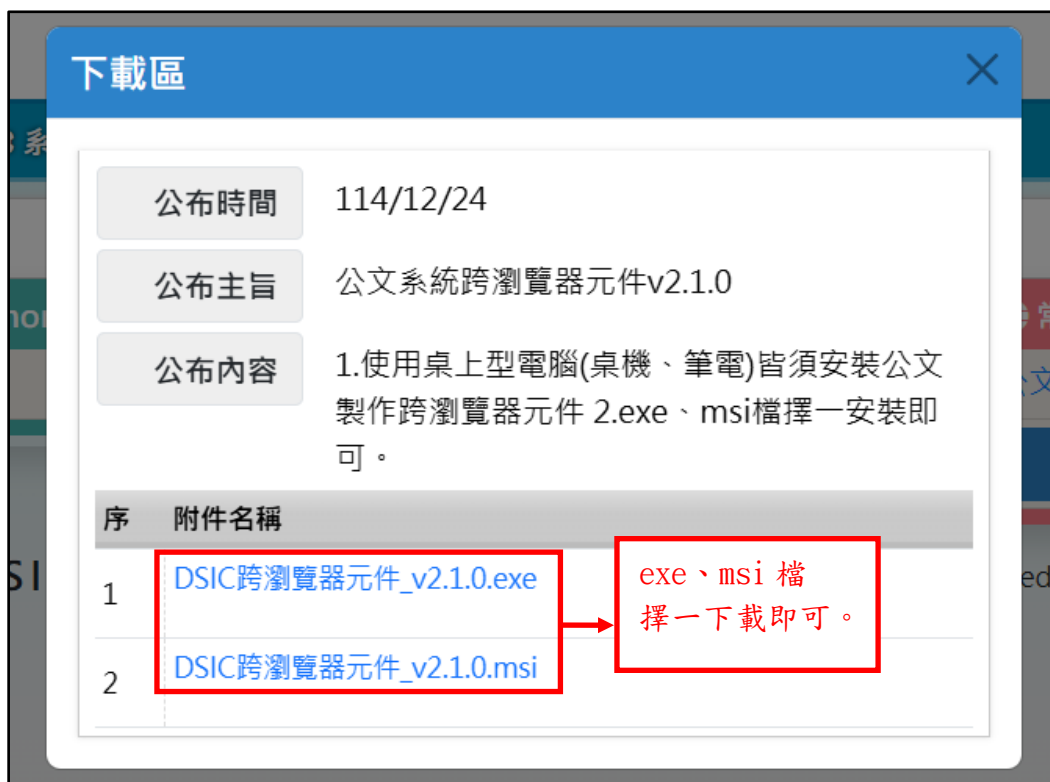 下載區
公布時間 114/12/24
公布主旨 公文系統跨瀏覽器元件v2.1.0
公布內容 1.使用桌上型電腦(桌機、筆電)皆須安裝公文
製作跨瀏覽器元件 2.exe、msi檔擇一安裝即
可。
序 附件名稱
1 DSIC跨瀏覽器元件_v2.1.0.exe
2 DSIC跨瀏覽器元件_v2.1.0.msi
exe、msi 檔
擇一下載即可。
系
SI
ed
文